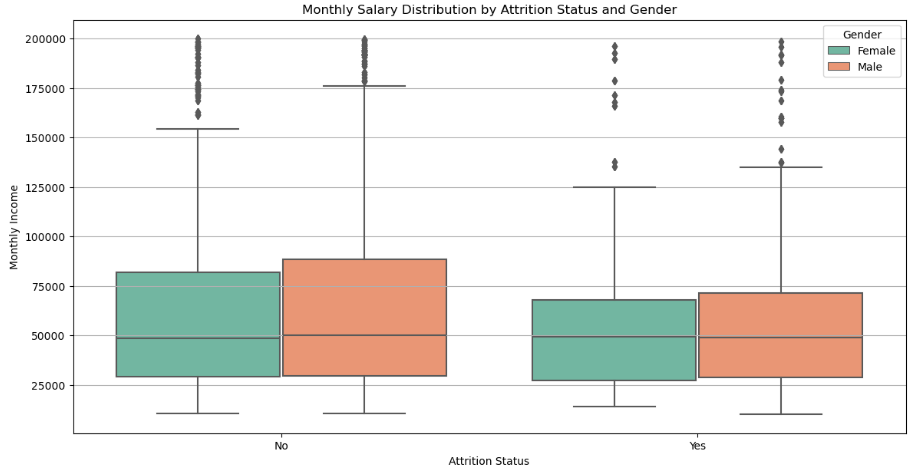 Monthly Salary Distribution by Attrition Status and Gender
Gender
Female
Male
200000
175000
150000
125000
100000
75000
50000
25000
Monthly Income
No
Yes
Attrition Status